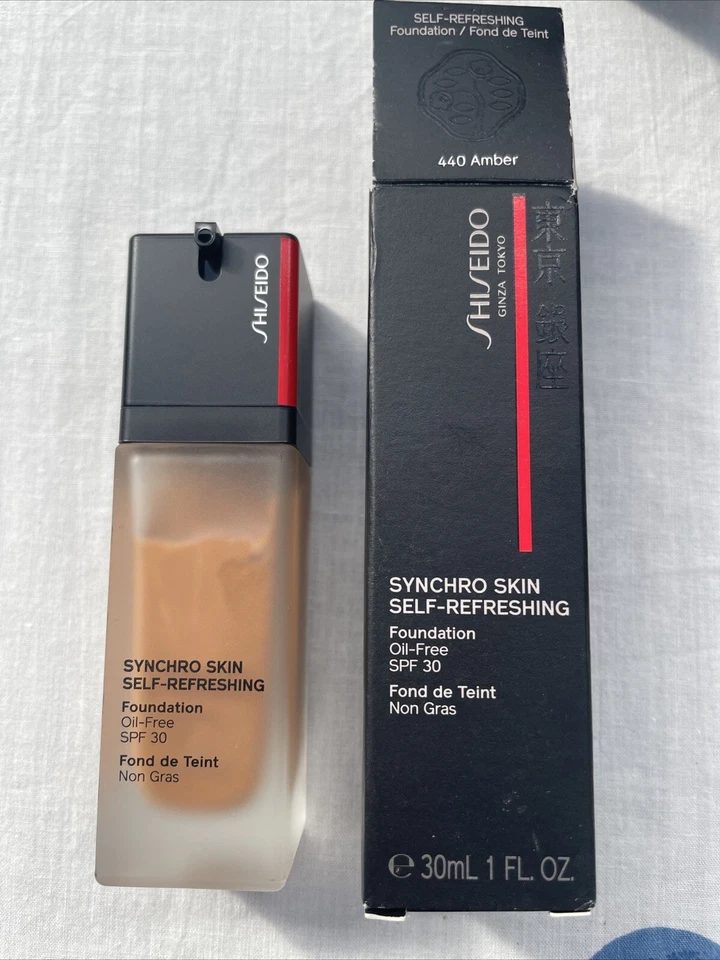 SELF-REFRESHING
Foundation / Fond de Teint
440 Amber
SHISEIDO
GINZA TOKYO
東京 銀座
SYNCHRO SKIN
SELF-REFRESHING
Foundation
Oil-Free
SPF 30
Fond de Teint
Non Gras
℮ 30mL 1 FL. OZ.
SHISEIDO
SYNCHRO SKIN
SELF-REFRESHING
Foundation
Oil-Free
SPF 30
Fond de Teint
Non Gras